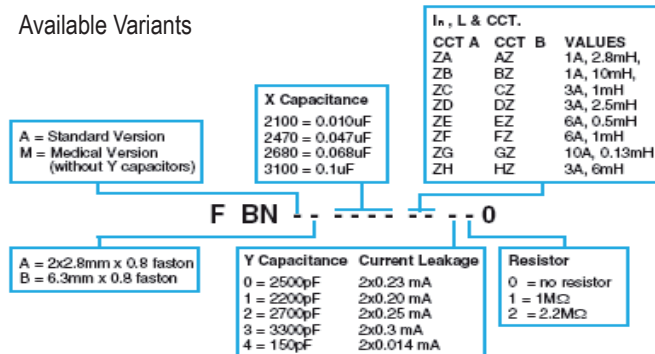 Available Variants
Iₙ, L & CCT.
CCT A CCT B VALUES
ZA AZ 1A, 2.8mH,
ZB BZ 1A, 10mH,
ZC CZ 3A, 1mH
ZD DZ 3A, 2.5mH
ZE EZ 6A, 0.5mH
ZF FZ 6A, 1mH
ZG GZ 10A, 0.13mH
ZH HZ 3A, 6mH
X Capacitance
2100 = 0.010uF
2470 = 0.047uF
2680 = 0.068uF
3100 = 0.1uF
A = Standard Version
M = Medical Version
(without Y capacitors)
F BN - - - - - - - - - - 0
A = 2x2.8mm x 0.8 faston
B = 6.3mm x 0.8 faston
Y Capacitance Current Leakage
0 = 2500pF 2x0.23 mA
1 = 2200pF 2x0.20 mA
2 = 2700pF 2x0.25 mA
3 = 3300pF 2x0.3 mA
4 = 150pF 2x0.014 mA
Resistor
0 = no resistor
1 = 1MΩ
2 = 2.2MΩ